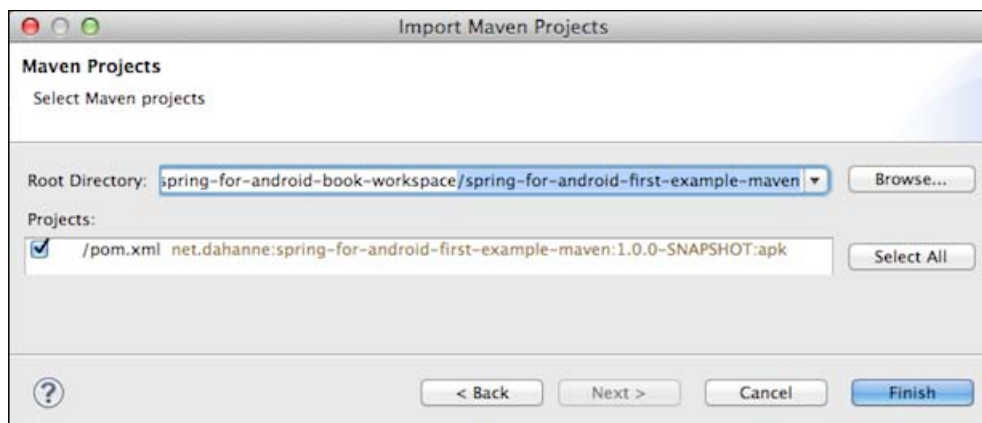 Import Maven Projects
Maven Projects
Select Maven projects
Root Directory: spring-for-android-book-workspace/spring-for-android-first-example-maven Browse...
Projects:
/pom.xml net.dahanne:spring-for-android-first-example-maven:1.0.0-SNAPSHOT:apk Select All
? < Back Next > Cancel Finish